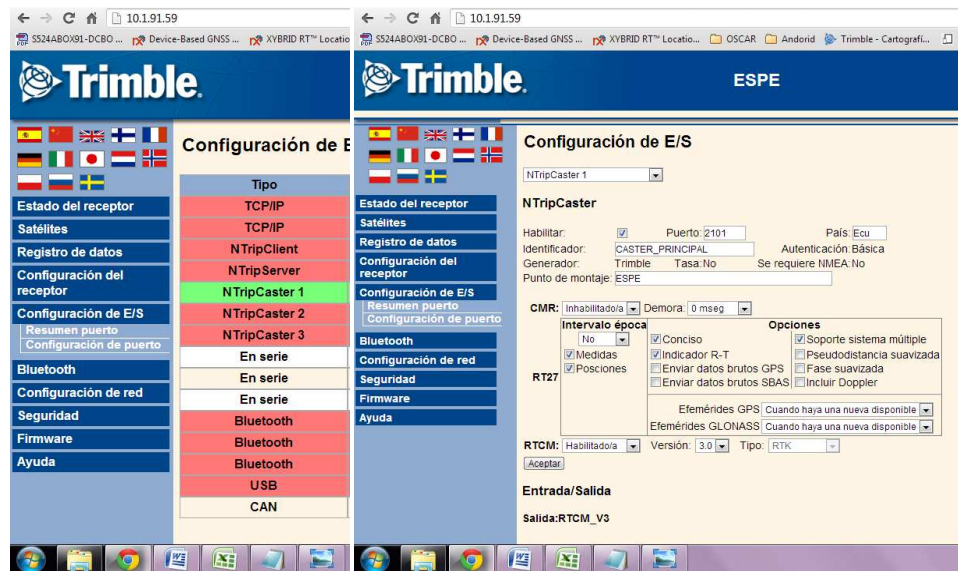 10.1.91.59
S524ABOX91-DCBO ... Device-Based GNSS ... XYBRID RT™ Locatio
Trimble.
Configuración de E
Estado del receptor
Satélites
Registro de datos
Configuración del
receptor
Configuración de E/S
Resumen puerto
Configuración de puerto
Bluetooth
Configuración de red
Seguridad
Firmware
Ayuda
Tipo
TCP/IP
TCP/IP
NTripClient
NTripServer
NTripCaster 1
NTripCaster 2
NTripCaster 3
En serie
En serie
En serie
Bluetooth
Bluetooth
Bluetooth
USB
CAN
10.1.91.59
S524ABOX91-DCBO ... Device-Based GNSS ... XYBRID RT™ Locatio... OSCAR Andorid Trimble - Cartografí...
Trimble.
ESPE
Estado del receptor
Satélites
Registro de datos
Configuración del
receptor
Configuración de E/S
Resumen puerto
Configuración de puerto
Bluetooth
Configuración de red
Seguridad
Firmware
Ayuda
Configuración de E/S
NTripCaster 1
NTripCaster
Habilitar: Puerto: 2101 País: Ecu
Identificador: CASTER_PRINCIPAL Autenticación: Básica
Generador: Trimble Tasa: No Se requiere NMEA: No
Punto de montaje: ESPE
CMR: Inhabilitado/a Demora: 0 mseg
Intervalo época Opciones
No Conciso Soporte sistema múltiple
Medidas Indicador R-T Pseudodistancia suavizada
Posciones Enviar datos brutos GPS Fase suavizada
RT27 Enviar datos brutos SBAS Incluir Doppler
Efemérides GPS Cuando haya una nueva disponible
Efemérides GLONASS Cuando haya una nueva disponible
RTCM: Habilitado/a Versión: 3.0 Tipo: RTK
Aceptar
Entrada/Salida
Salida:RTCM_V3